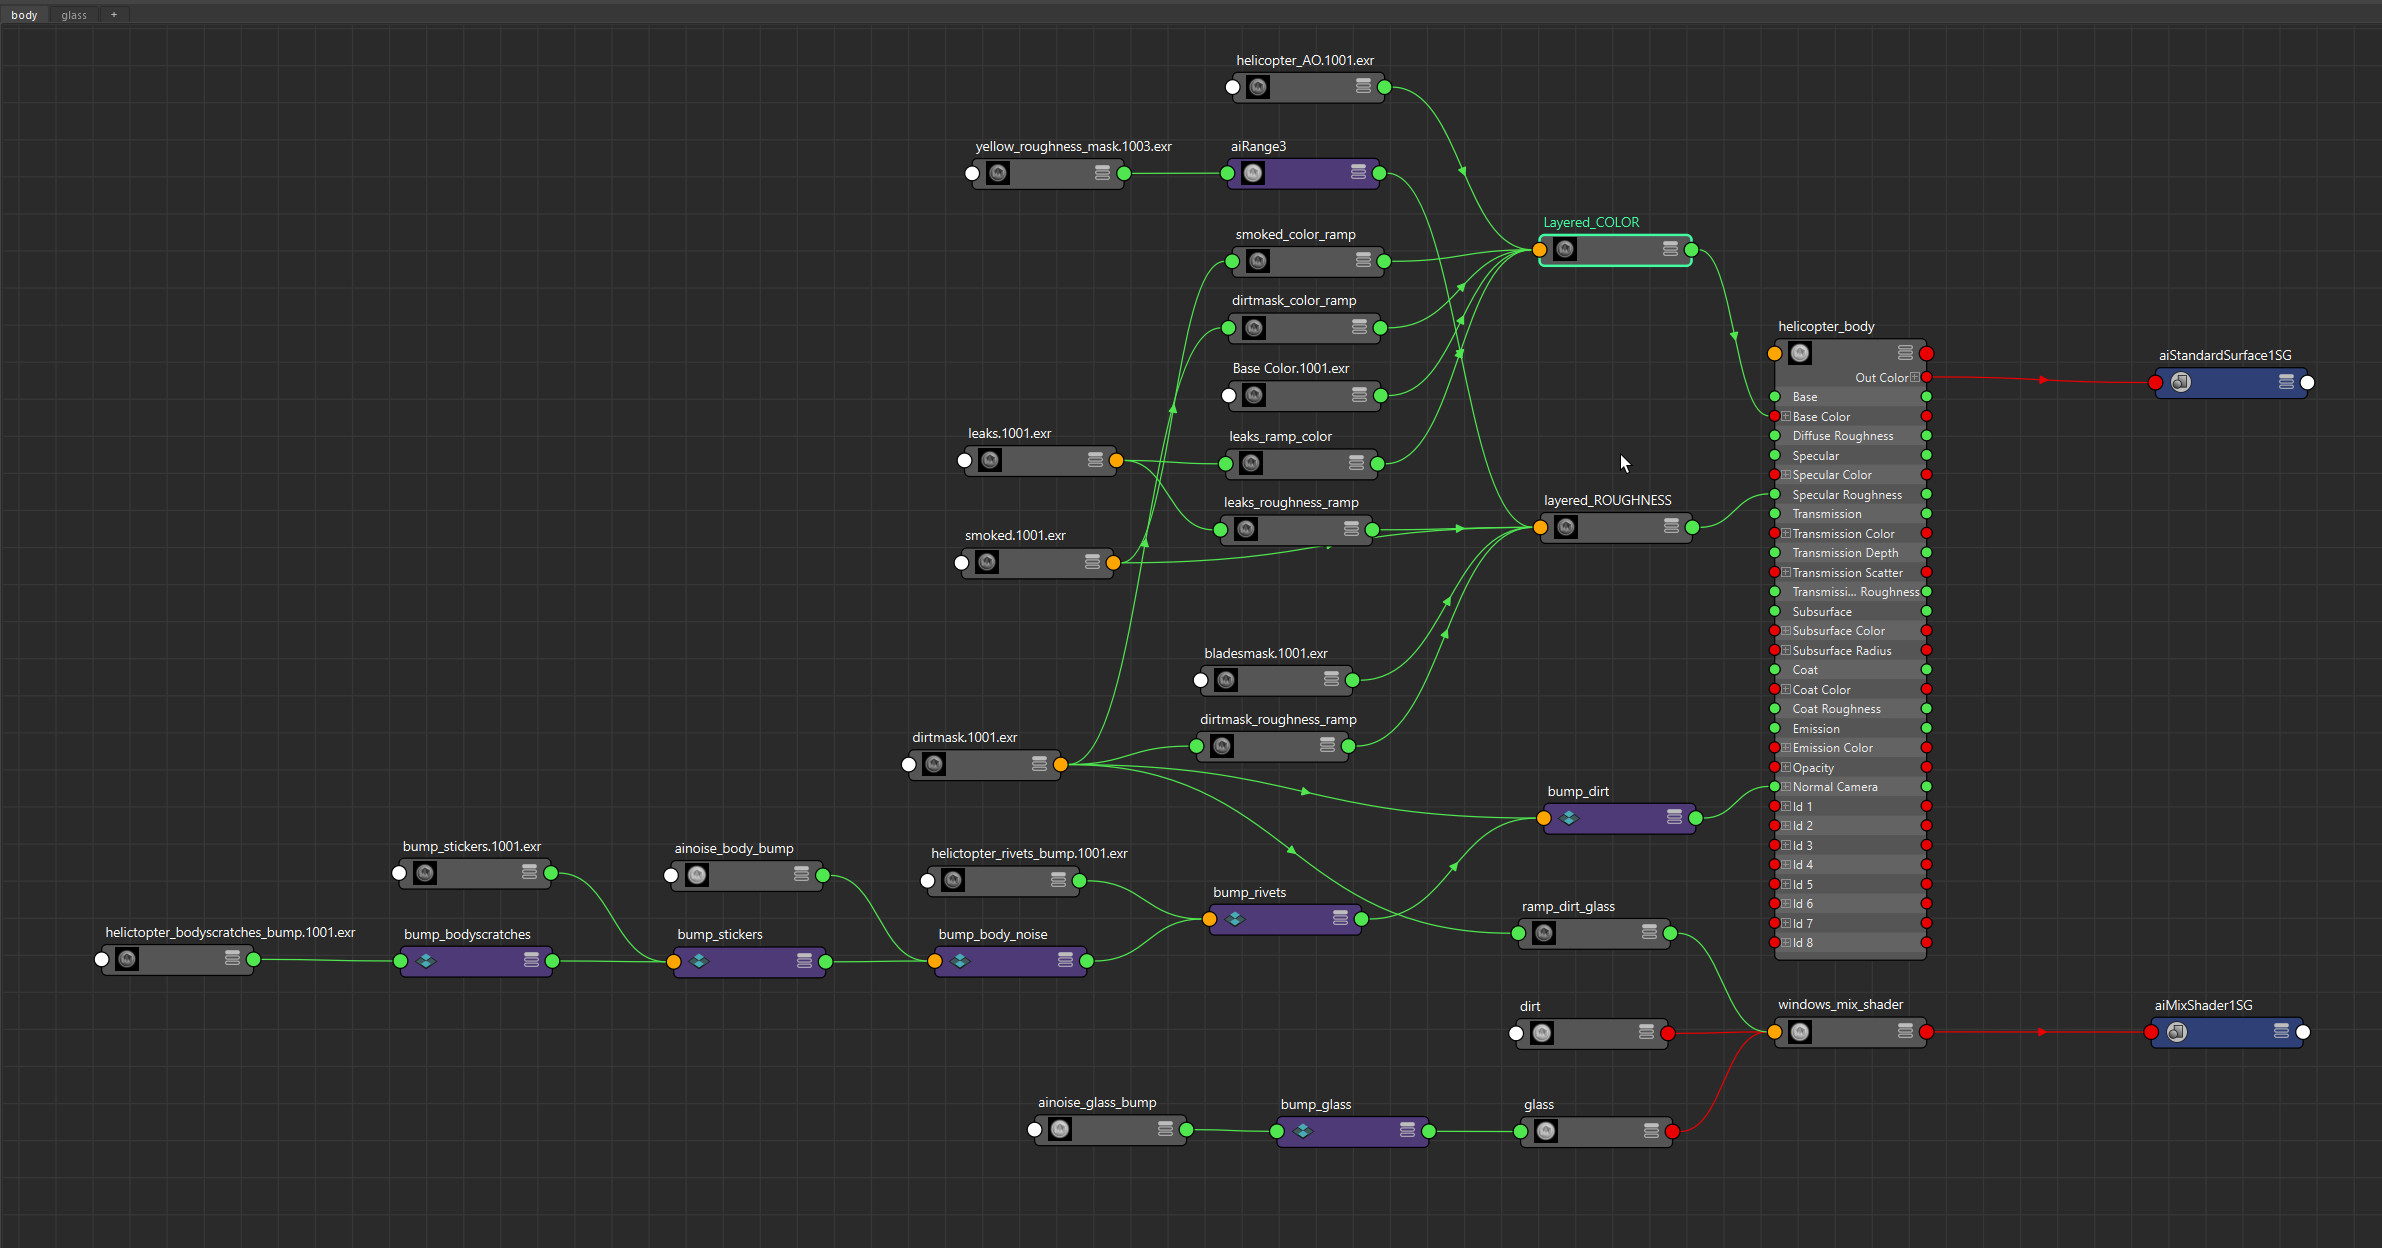 body
glass
+
helicopter_AO.1001.exr
yellow_roughness_mask.1003.exr
aiRange3
smoked_color_ramp
Layered_COLOR
dirtmask_color_ramp
helicopter_body
Out Color
Base
Base Color
Diffuse Roughness
Specular
Specular Color
Specular Roughness
Transmission
Transmission Color
Transmission Depth
Transmission Scatter
Transmissi... Roughness
Subsurface
Subsurface Color
Subsurface Radius
Coat
Coat Color
Coat Roughness
Emission
Emission Color
Opacity
Normal Camera
Id 1
Id 2
Id 3
Id 4
Id 5
Id 6
Id 7
Id 8
aiStandardSurface1SG
Base Color.1001.exr
leaks.1001.exr
leaks_ramp_color
leaks_roughness_ramp
layered_ROUGHNESS
smoked.1001.exr
bladesmask.1001.exr
dirtmask_roughness_ramp
dirtmask.1001.exr
bump_dirt
bump_stickers.1001.exr
ainoise_body_bump
helictopter_rivets_bump.1001.exr
bump_rivets
ramp_dirt_glass
helictopter_bodyscratches_bump.1001.exr
bump_bodyscratches
bump_stickers
bump_body_noise
dirt
windows_mix_shader
aiMixShader1SG
ainoise_glass_bump
bump_glass
glass